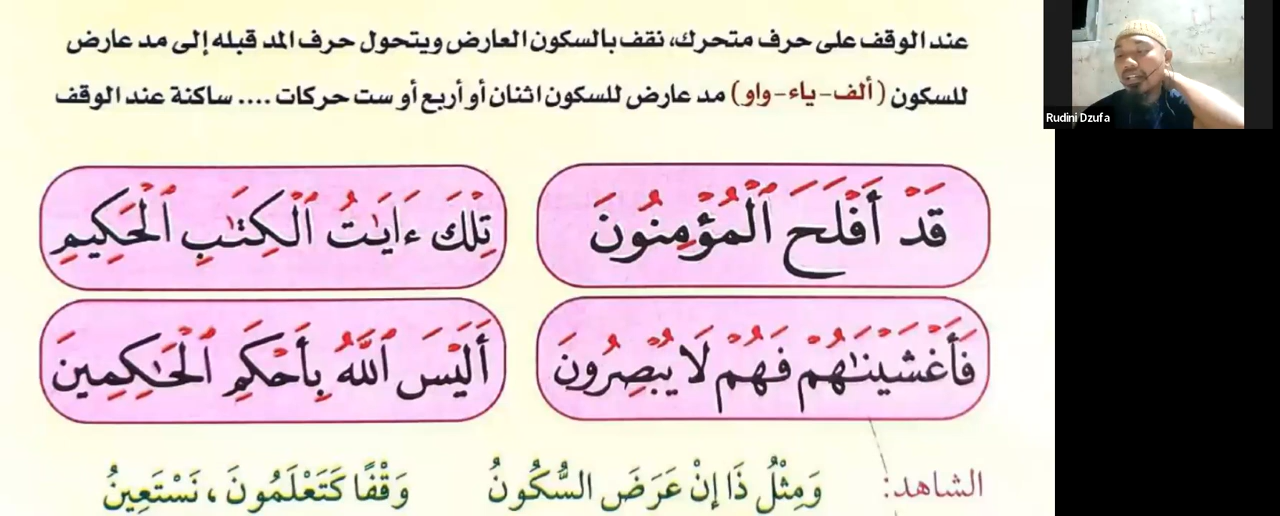 عند الوقف على حرف متحرك، نقف بالسكون العارض ويتحول حرف المد قبله إلى مد عارض
للسكون (ألف-ياء-واو) مد عارض للسكون اثنان أو أربع أو ست حركات .... ساكنة عند الوقف
قَدْ أَفْلَحَ ٱلْمُؤْمِنُونَ
تِلْكَ ءَايَـٰتُ ٱلْكِتَـٰبِ ٱلْحَكِيمِ
فَأَغْشَيْنَـٰهُمْ فَهُمْ لَا يُبْصِرُونَ
أَلَيْسَ ٱللَّهُ بِأَحْكَمِ ٱلْحَـٰكِمِينَ
الشاهد: وَمِثْلُ ذَا إِنْ عَرَضَ السُّكُونُ وَقْفًا كَتَعْلَمُونَ ، نَسْتَعِينُ
Rudini Dzufa